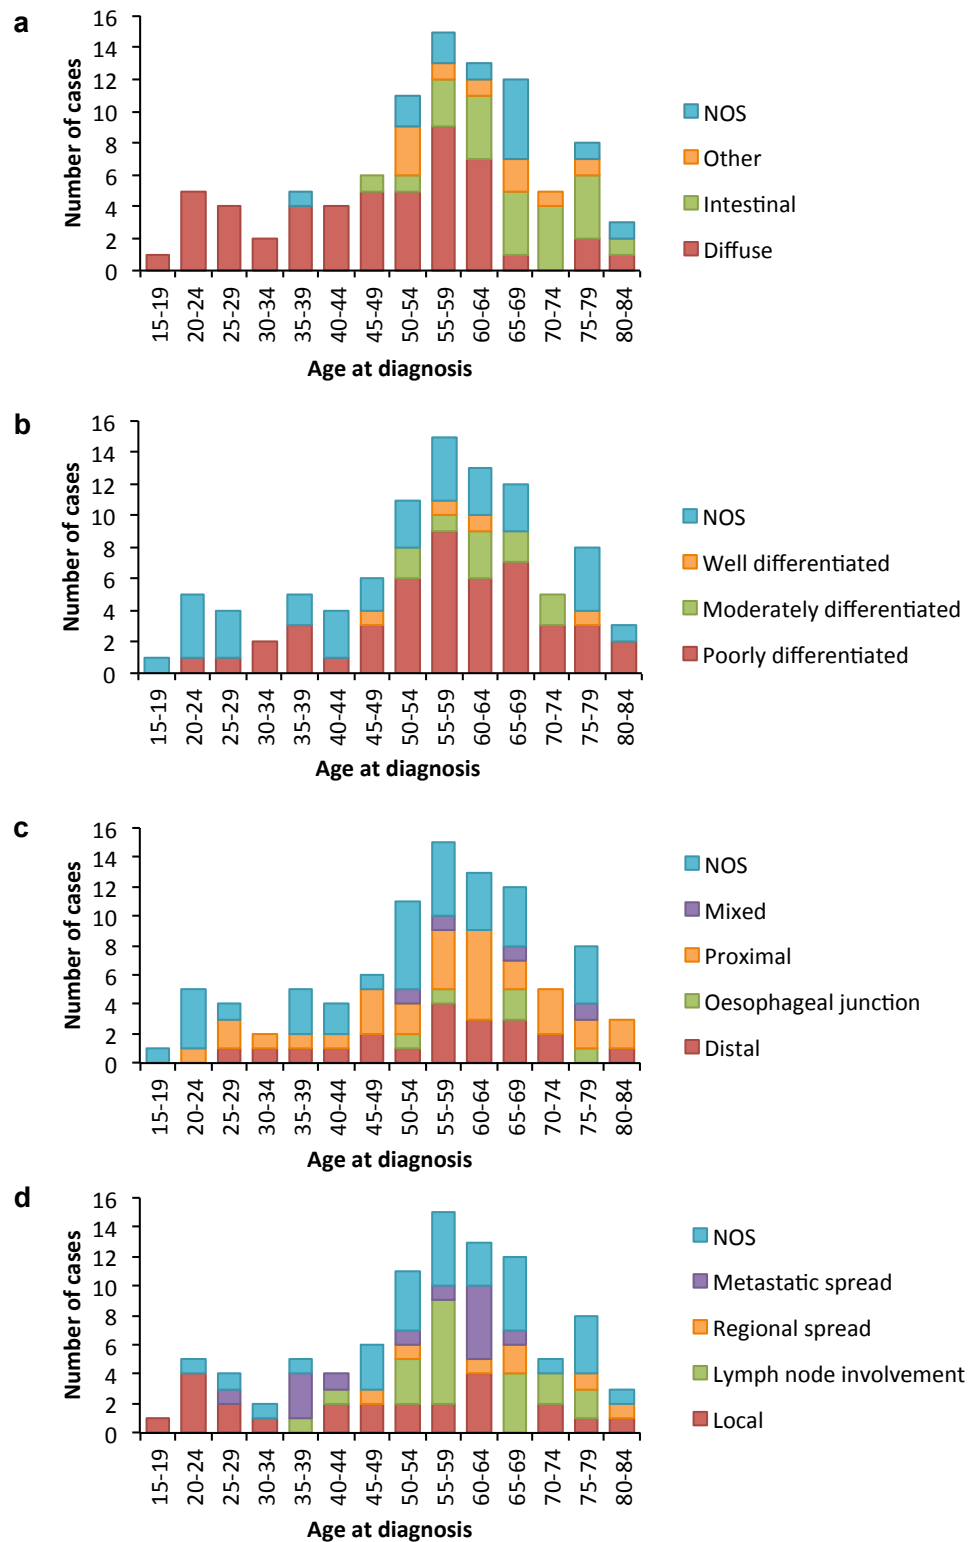 a
Number of cases
16
14
12
10
8
6
4
2
0
15-19 20-24 25-29 30-34 35-39 40-44 45-49 50-54 55-59 60-64 65-69 70-74 75-79 80-84
Age at diagnosis
NOS
Other
Intestinal
Diffuse
b
Number of cases
16
14
12
10
8
6
4
2
0
15-19 20-24 25-29 30-34 35-39 40-44 45-49 50-54 55-59 60-64 65-69 70-74 75-79 80-84
Age at diagnosis
NOS
Well differentiated
Moderately differentiated
Poorly differentiated
c
Number of cases
16
14
12
10
8
6
4
2
0
15-19 20-24 25-29 30-34 35-39 40-44 45-49 50-54 55-59 60-64 65-69 70-74 75-79 80-84
Age at diagnosis
NOS
Mixed
Proximal
Oesophageal junction
Distal
d
Number of cases
16
14
12
10
8
6
4
2
0
15-19 20-24 25-29 30-34 35-39 40-44 45-49 50-54 55-59 60-64 65-69 70-74 75-79 80-84
Age at diagnosis
NOS
Metastatic spread
Regional spread
Lymph node involvement
Local